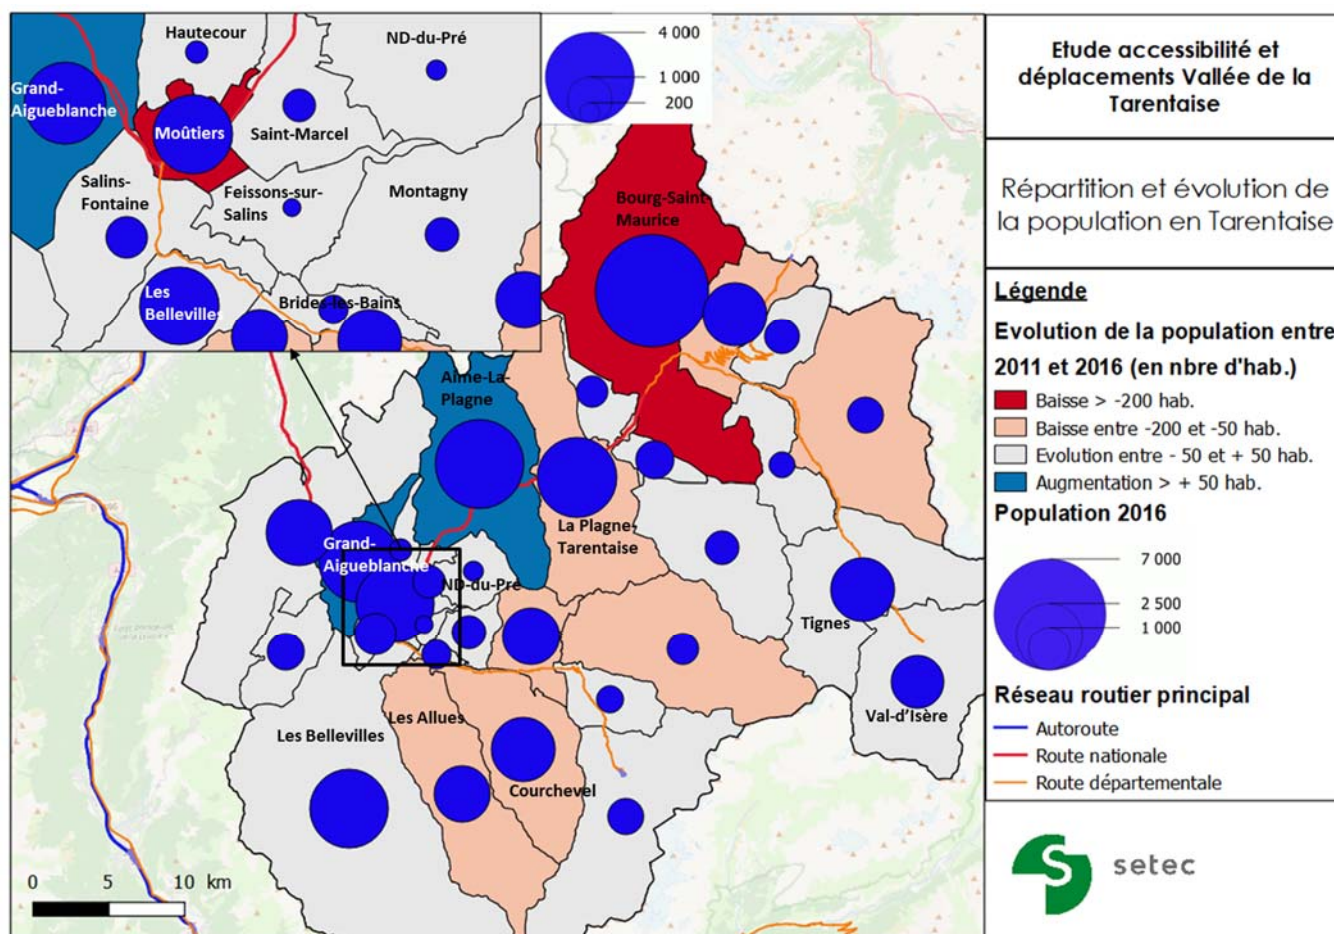 Hautecour
ND-du-Pré
Grand-
Aigueblanche
Moûtiers
Saint-Marcel
Salins-
Fontaine
Feissons-sur-
Salins
Montagny
Les
Bellevilles
Brides-les-Bains
4 000
1 000
200
Bourg-Saint-
Maurice
Aime-La-
Plagne
La Plagne-
Tarentaise
Grand-
Aigueblanche
ND-du-Pré
Tignes
Val-d'Isère
Les Bellevilles
Les Allues
Courchevel
0 5 10 km
Etude accessibilité et
déplacements Vallée de la
Tarentaise
Répartition et évolution de
la population en Tarentaise
Légende
Evolution de la population entre
2011 et 2016 (en nbre d'hab.)
Baisse > -200 hab.
Baisse entre -200 et -50 hab.
Evolution entre - 50 et + 50 hab.
Augmentation > + 50 hab.
Population 2016
7 000
2 500
1 000
Réseau routier principal
Autoroute
Route nationale
Route départementale
setec